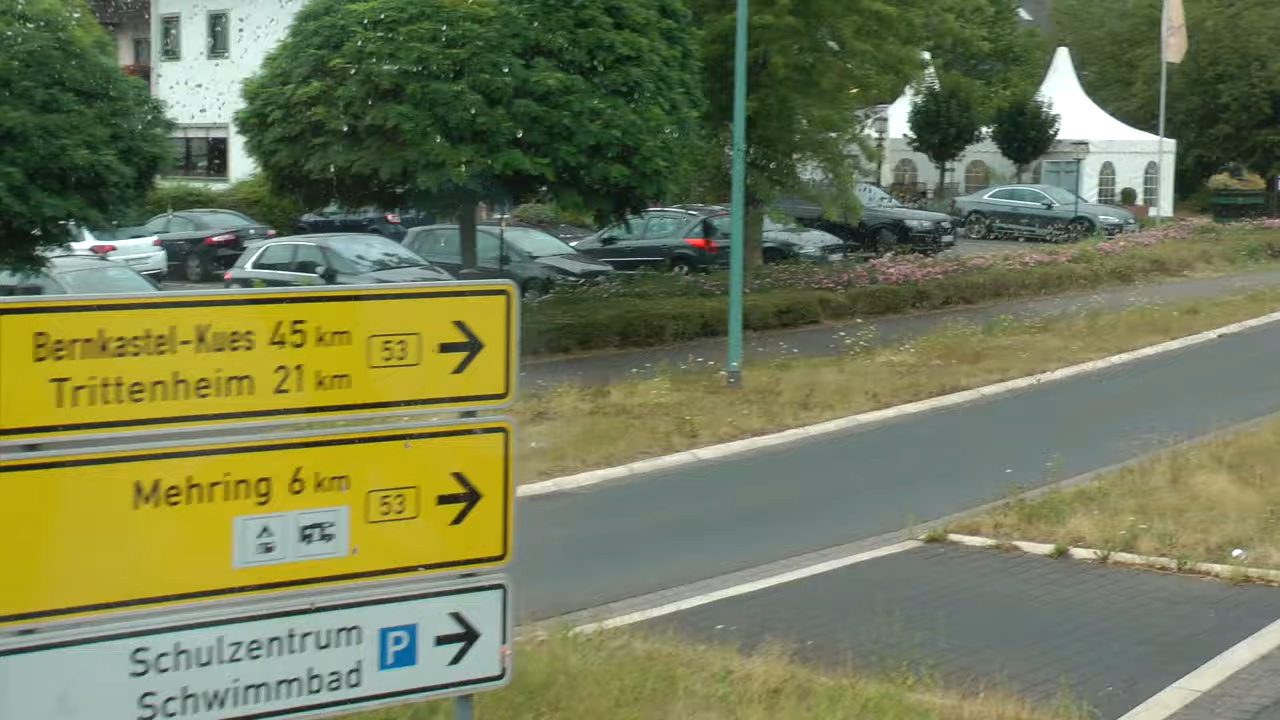 Bernkastel-Kues 45 km 53
Trittenheim 21 km
Mehring 6 km 53
Schulzentrum P
Schwimmbad